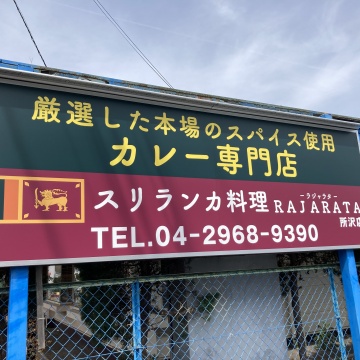 厳選した本場のスパイス使用
カレー専門店
スリランカ料理 RAJARATA
ーラジャラター
所沢店
TEL.04-2968-9390